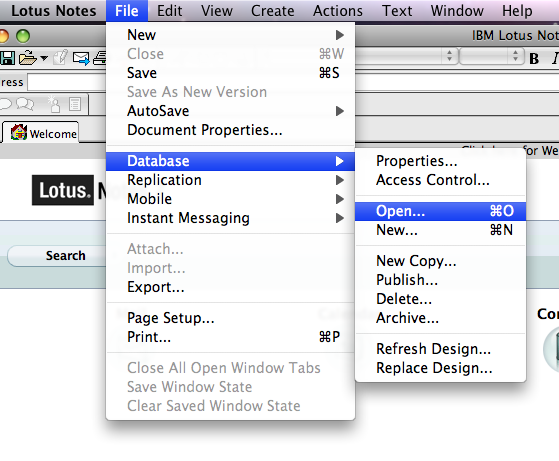 Lotus Notes File Edit View Create Actions Text Window Help
IBM Lotus Not
ress
Welcome
Lotus. N
Search
New
Close ⌘W
Save ⌘S
Save As New Version
AutoSave
Document Properties...
Database
Replication
Mobile
Instant Messaging
Attach...
Import...
Export...
Page Setup...
Print... ⌘P
Close All Open Window Tabs
Save Window State
Clear Saved Window State
for We
Properties...
Access Control...
Open... ⌘O
New... ⌘N
New Copy...
Publish...
Delete...
Archive...
Refresh Design...
Replace Design...
B I
Co